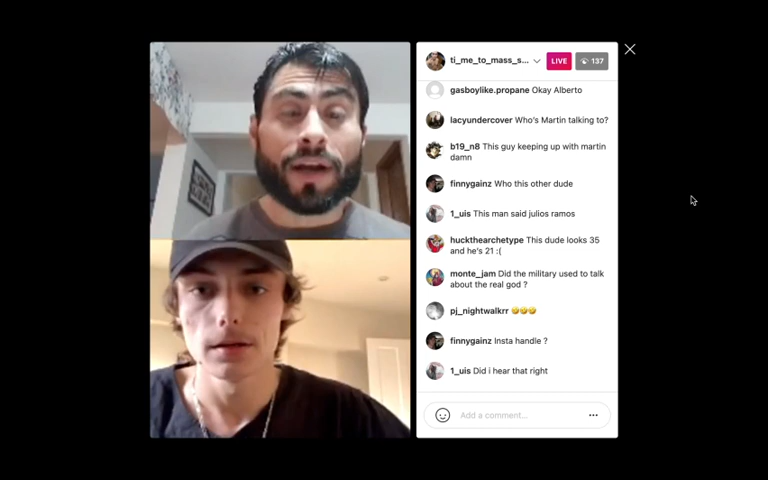 ti_me_to_mass_s...
LIVE
137
gasboylike.propane Okay Alberto
lacyundercover Who's Martin talking to?
b19_n8 This guy keeping up with martin
damn
finnygainz Who this other dude
1_uis This man said julios ramos
huckthearchetype This dude looks 35
and he's 21 :(
monte_jam Did the military used to talk
about the real god ?
pj_nightwalkrr 🤣🤣🤣
finnygainz Insta handle ?
1_uis Did i hear that right
Add a comment...